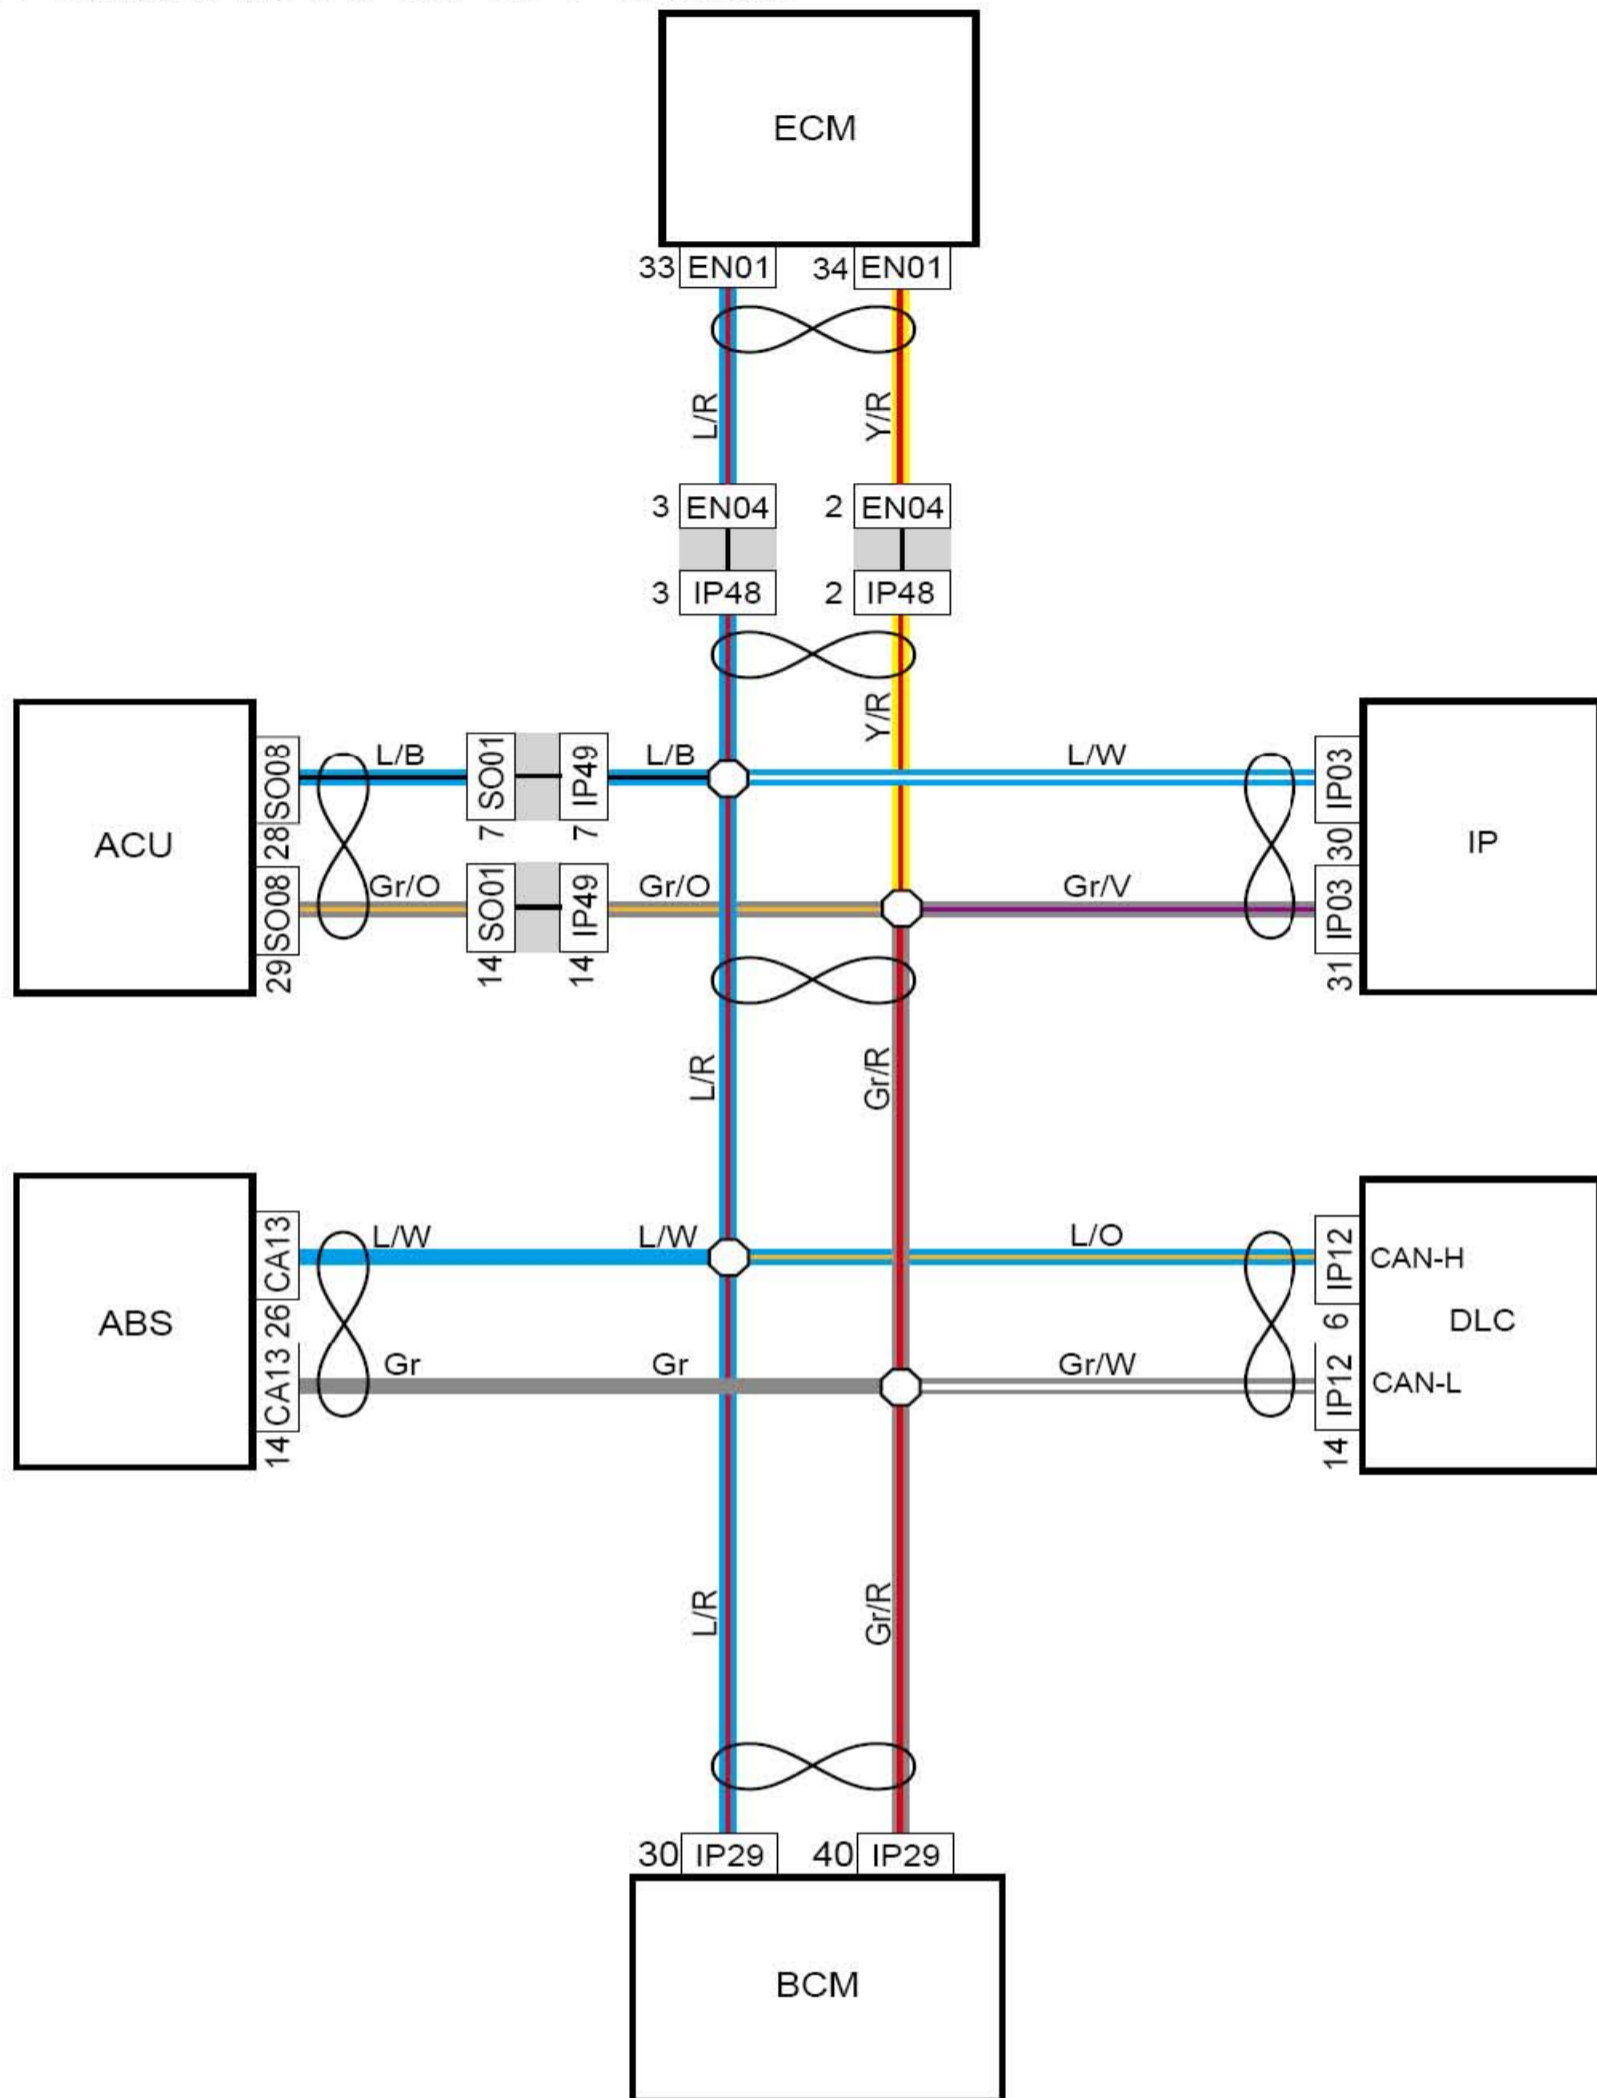 ECM
33 EN01 34 EN01
L/R Y/R
3 EN04 2 EN04
3 IP48 2 IP48
Y/R
ACU
SO08 L/B SO01 IP49 L/B L/W IP03
28 7 7 30
SO08 Gr/O SO01 IP49 Gr/O Gr/V IP03
29 14 14 31
IP
L/R Gr/R
ABS
CA13 L/W L/W L/O IP12 CAN-H
26 6 DLC
CA13 Gr Gr Gr/W IP12 CAN-L
14 14
L/R Gr/R
30 IP29 40 IP29
BCM